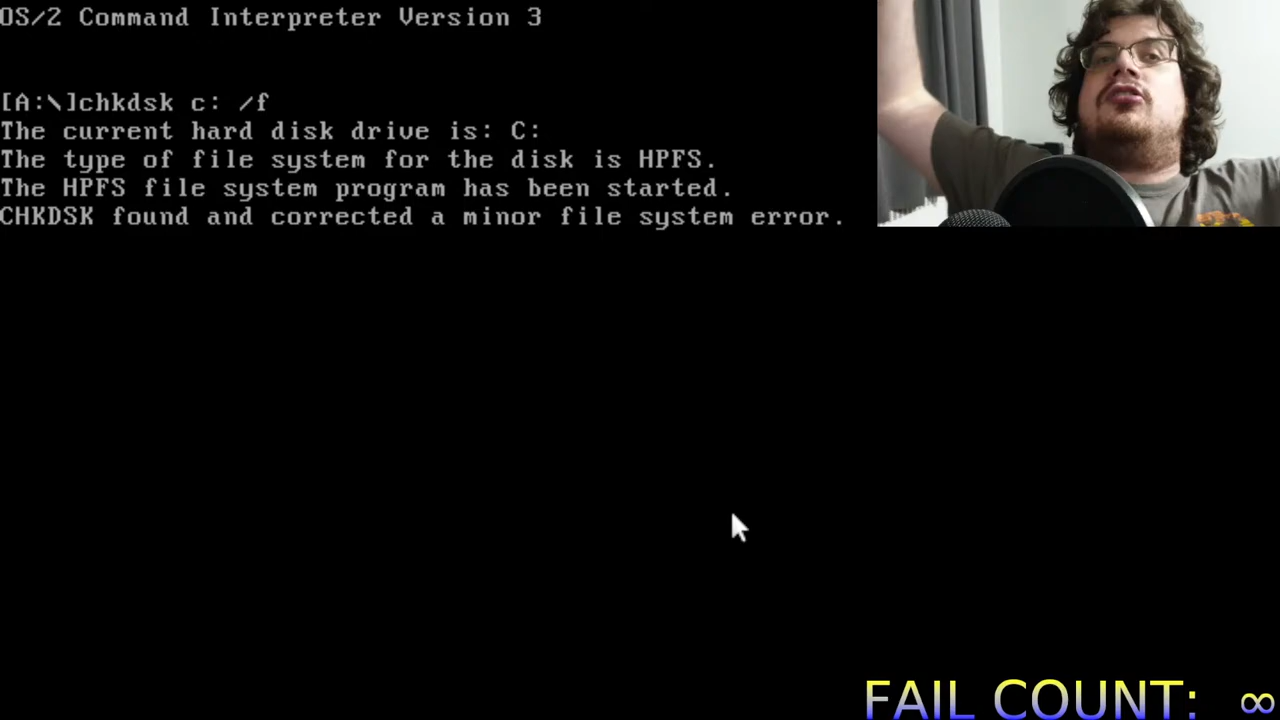 OS/2 Command Interpreter Version 3
[A:\]chkdsk c: /f
The current hard disk drive is: C:
The type of file system for the disk is HPFS.
The HPFS file system program has been started.
CHKDSK found and corrected a minor file system error.
FAIL COUNT: ∞